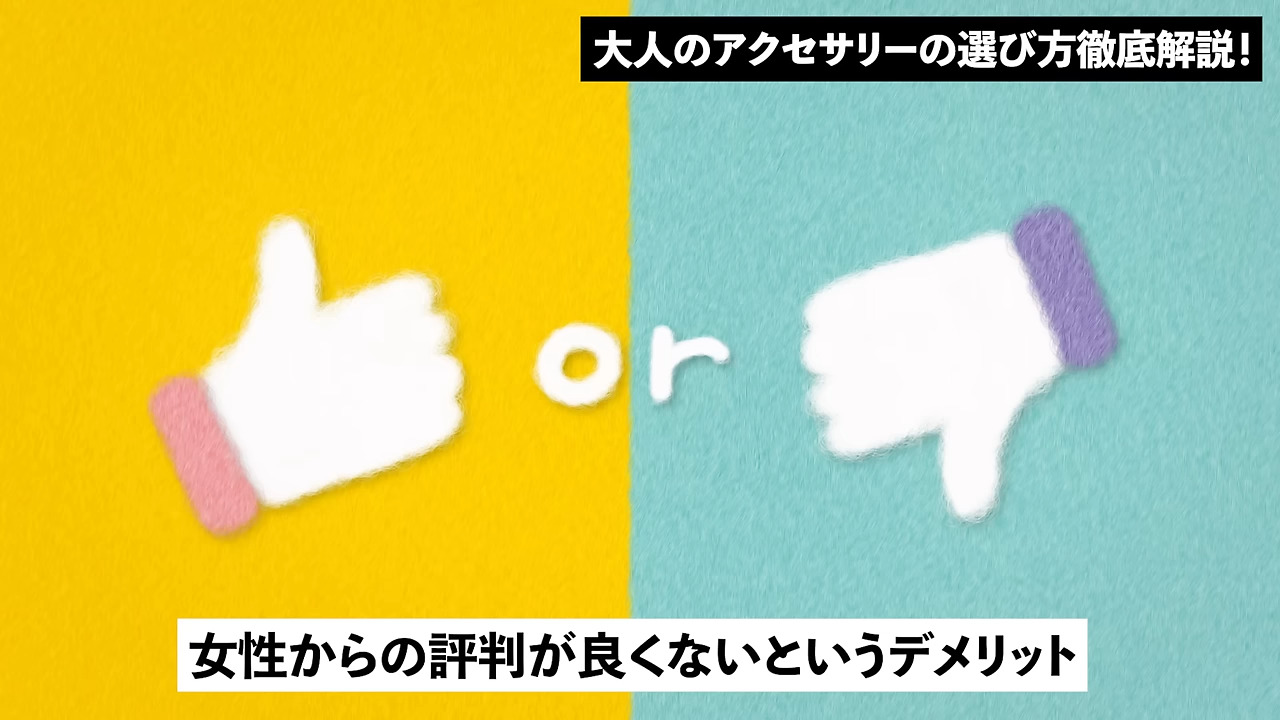 大人のアクセサリーの選び方徹底解説!
or
女性からの評判が良くないというデメリット